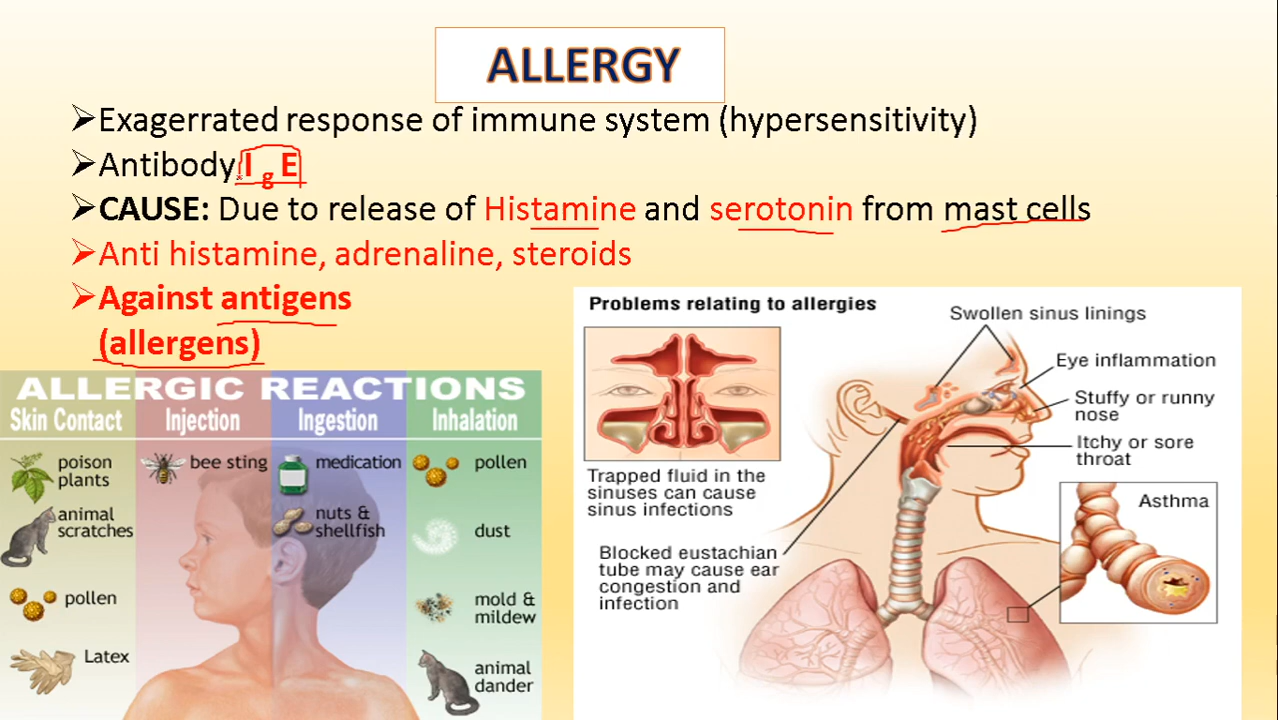 ALLERGY
➢Exagerrated response of immune system (hypersensitivity)
➢Antibody I g E
➢CAUSE: Due to release of Histamine and serotonin from mast cells
➢Anti histamine, adrenaline, steroids
➢Against antigens
(allergens)
ALLERGIC REACTIONS
Skin Contact
poison
plants
animal
scratches
pollen
Latex
Injection
bee sting
Ingestion
medication
nuts &
shellfish
Inhalation
pollen
dust
mold &
mildew
animal
dander
Problems relating to allergies
Trapped fluid in the
sinuses can cause
sinus infections
Blocked eustachian
tube may cause ear
congestion and
infection
Swollen sinus linings
Eye inflammation
Stuffy or runny
nose
Itchy or sore
throat
Asthma